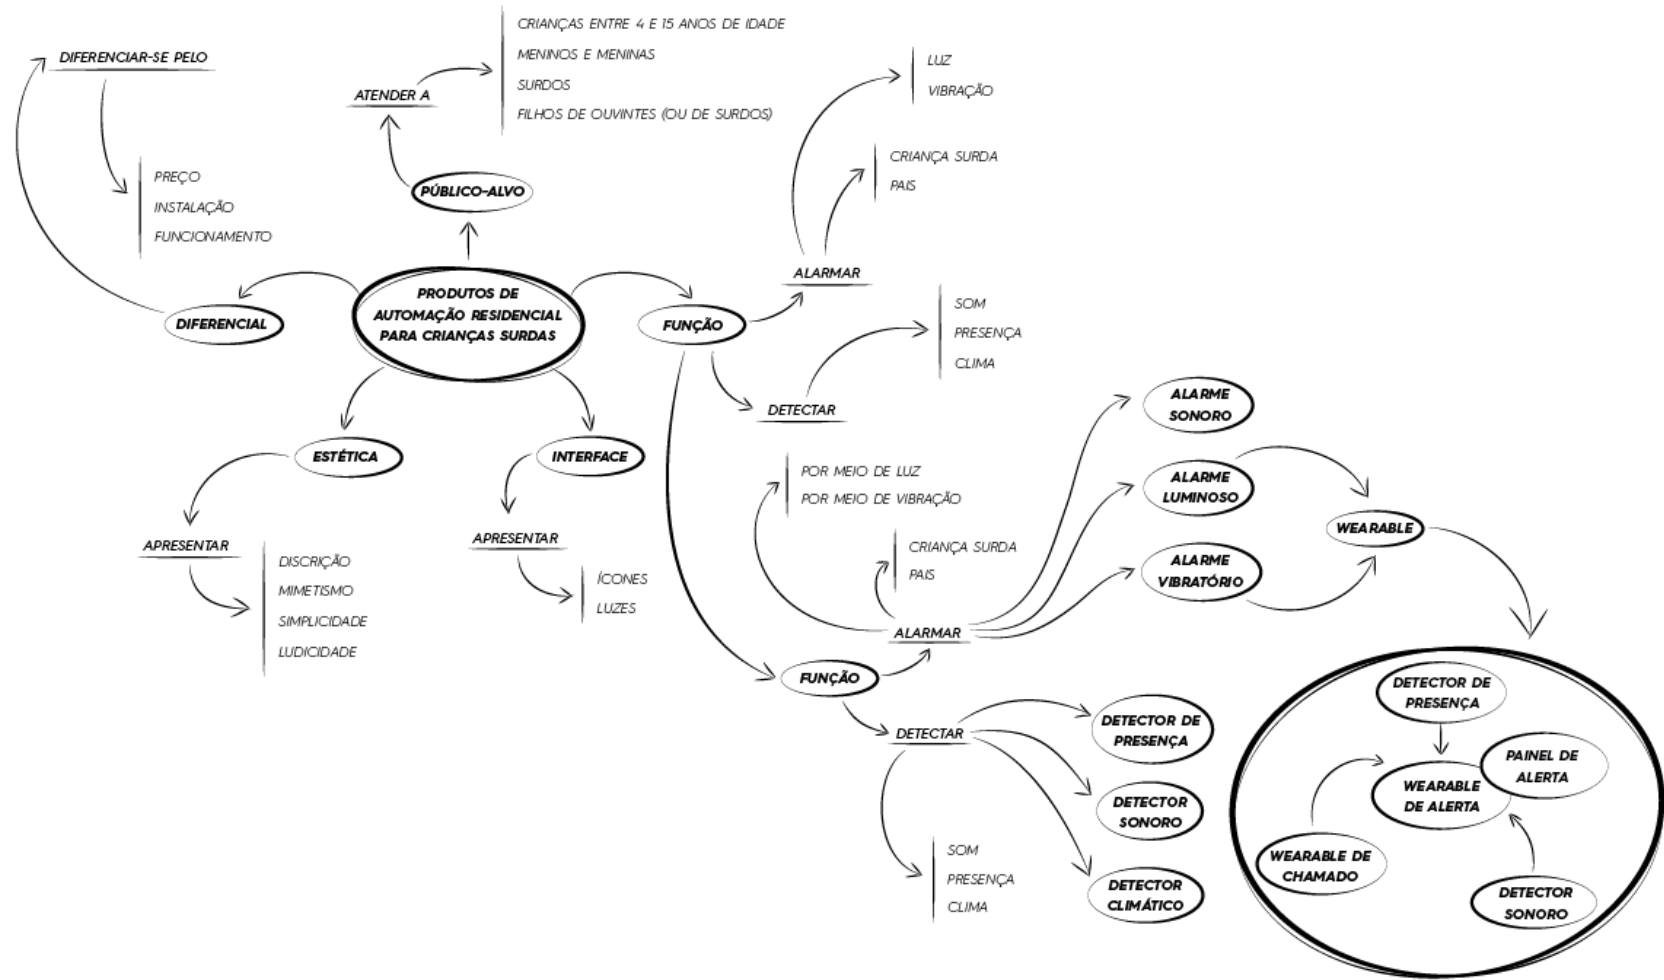 DIFERENCIAR-SE PELO
PREÇO
INSTALAÇÃO
FUNCIONAMENTO
ATENDER A
CRIANÇAS ENTRE 4 E 15 ANOS DE IDADE
MENINOS E MENINAS
SURDOS
FILHOS DE OUVINTES (OU DE SURDOS)
PÚBLICO-ALVO
LUZ
VIBRAÇÃO
CRIANÇA SURDA
PAIS
ALARMAR
DIFERENCIAL
PRODUTOS DE
AUTOMAÇÃO RESIDENCIAL
PARA CRIANÇAS SURDAS
FUNÇÃO
SOM
PRESENÇA
CLIMA
DETECTAR
ESTÉTICA
INTERFACE
APRESENTAR
DISCRIÇÃO
MIMETISMO
SIMPLICIDADE
LUDICIDADE
APRESENTAR
ÍCONES
LUZES
POR MEIO DE LUZ
POR MEIO DE VIBRAÇÃO
CRIANÇA SURDA
PAIS
ALARMAR
FUNÇÃO
DETECTAR
SOM
PRESENÇA
CLIMA
ALARME
SONORO
ALARME
LUMINOSO
ALARME
VIBRATÓRIO
WEARABLE
DETECTOR DE
PRESENÇA
DETECTOR
SONORO
DETECTOR
CLIMÁTICO
DETECTOR DE
PRESENÇA
PAINEL DE
ALERTA
WEARABLE
DE ALERTA
WEARABLE DE
CHAMADO
DETECTOR
SONORO